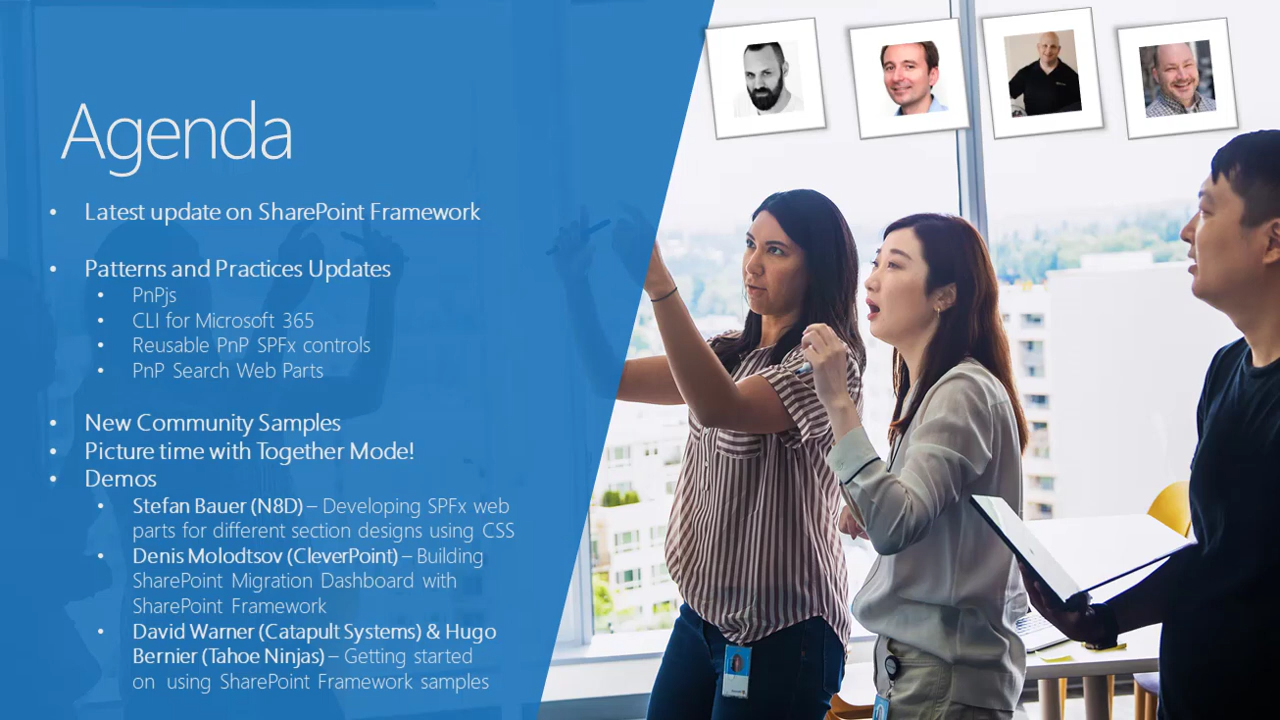 Agenda
• Latest update on SharePoint Framework
• Patterns and Practices Updates
• PnPjs
• CLI for Microsoft 365
• Reusable PnP SPFx controls
• PnP Search Web Parts
• New Community Samples
• Picture time with Together Mode!
• Demos
• Stefan Bauer (N8D) – Developing SPFx web
parts for different section designs using CSS
• Denis Molodtsov (CleverPoint) – Building
SharePoint Migration Dashboard with
SharePoint Framework
• David Warner (Catapult Systems) & Hugo
Bernier (Tahoe Ninjas) – Getting started
on using SharePoint Framework samples